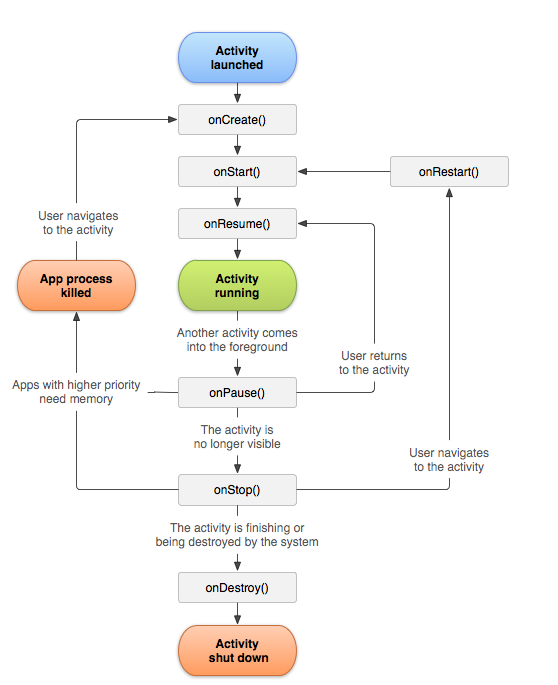 Activity
launched
onCreate()
onStart()
onRestart()
onResume()
User navigates
to the activity
App process
killed
Activity
running
Another activity comes
into the foreground
User returns
to the activity
Apps with higher priority
need memory
onPause()
The activity is
no longer visible
User navigates
to the activity
onStop()
The activity is finishing or
being destroyed by the system
onDestroy()
Activity
shut down